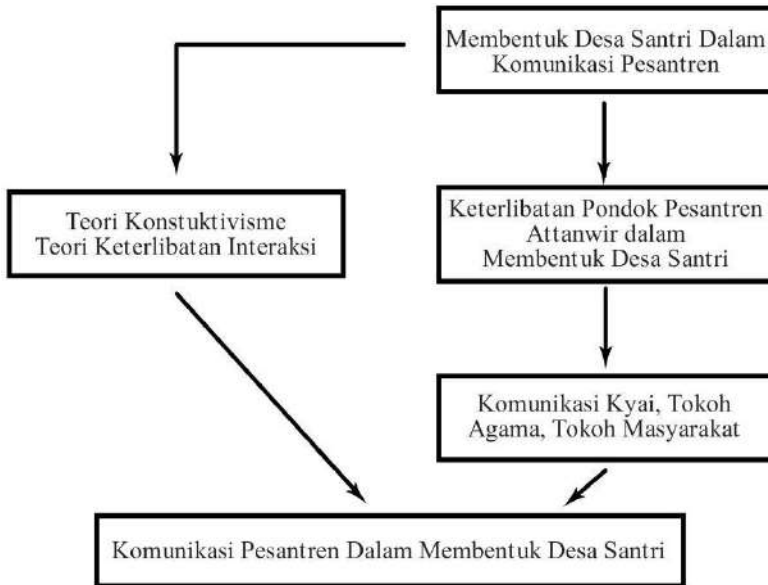 Membentuk Desa Santri Dalam
Komunikasi Pesantren
Teori Konstuktivisme
Teori Keterlibatan Interaksi
Keterlibatan Pondok Pesantren
Attanwir dalam
Membentuk Desa Santri
Komunikasi Kyai, Tokoh
Agama, Tokoh Masyarakat
Komunikasi Pesantren Dalam Membentuk Desa Santri